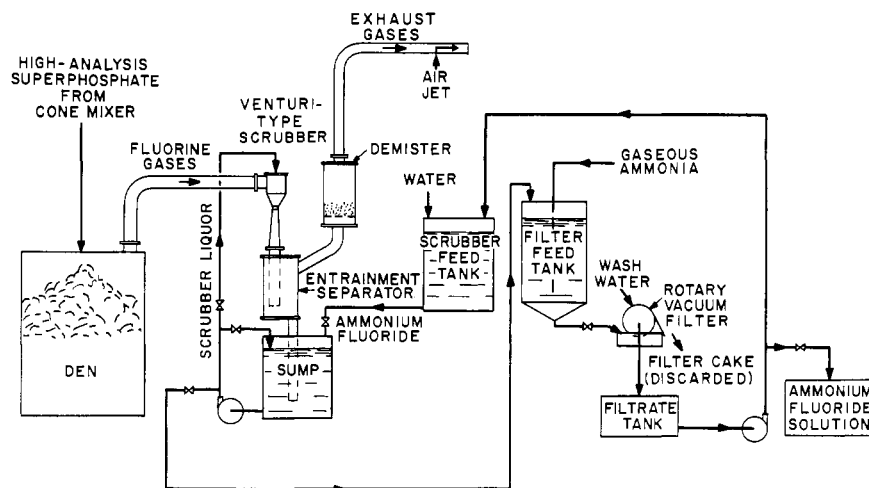 EXHAUST
GASES
AIR
JET
HIGH-ANALYSIS
SUPERPHOSPHATE
FROM
CONE MIXER
VENTURI-
TYPE
SCRUBBER
FLUORINE
GASES
DEMISTER
WATER
GASEOUS
AMMONIA
SCRUBBER
FEED
TANK
FILTER
FEED
TANK
SCRUBBER LIQUOR
ENTRAINMENT
SEPARATOR
AMMONIUM
FLUORIDE
WASH
WATER
ROTARY
VACUUM
FILTER
FILTER CAKE
(DISCARDED)
DEN
SUMP
FILTRATE
TANK
AMMONIUM
FLUORIDE
SOLUTION